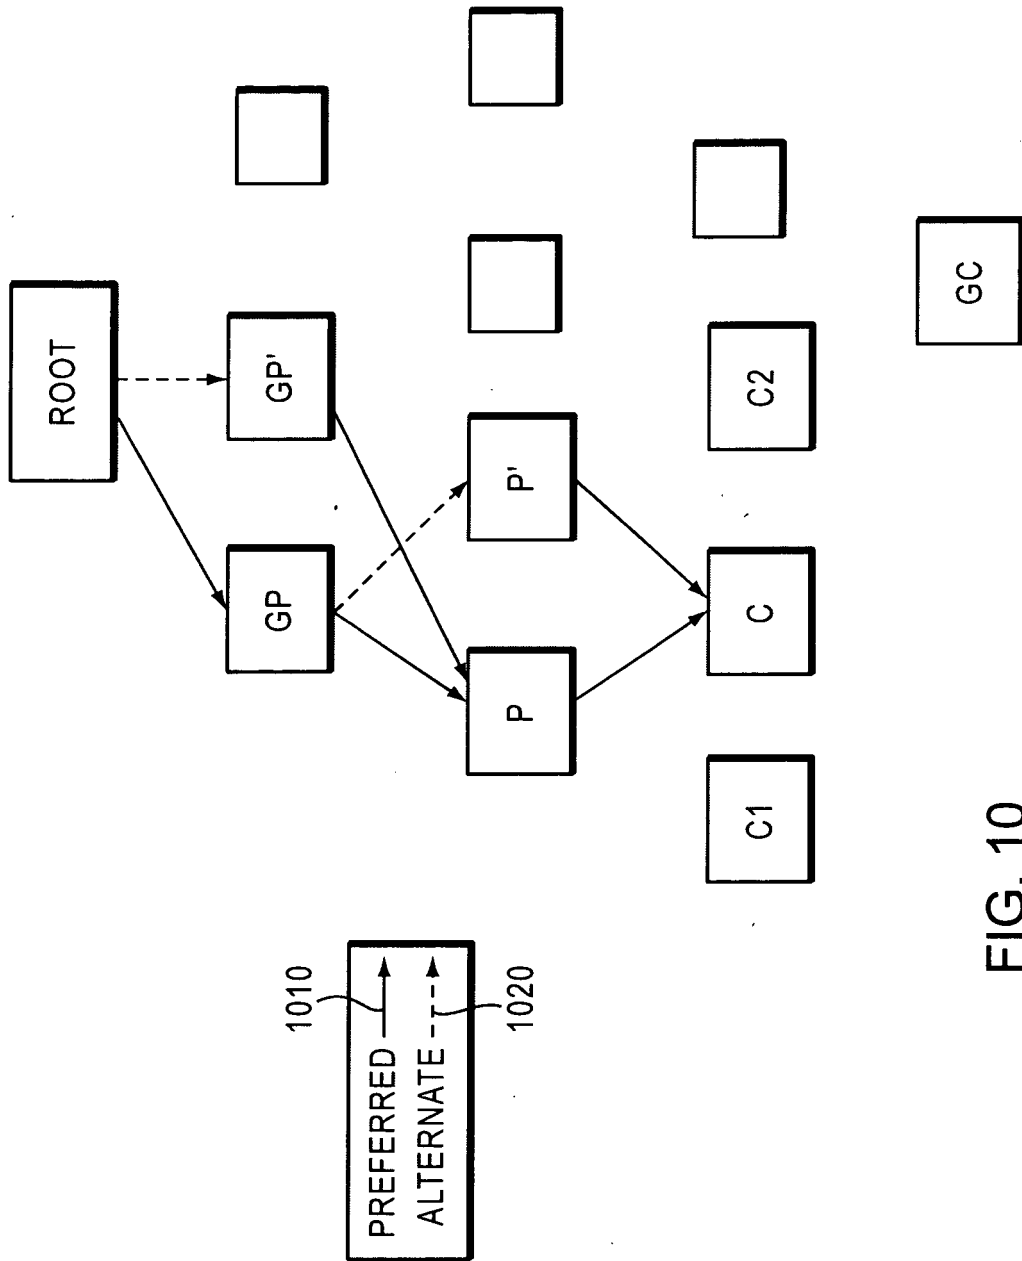 ROOT
GP
GP'
P
P'
C1
C
C2
GC
PREFERRED
1010
ALTERNATE
1020
FIG. 10